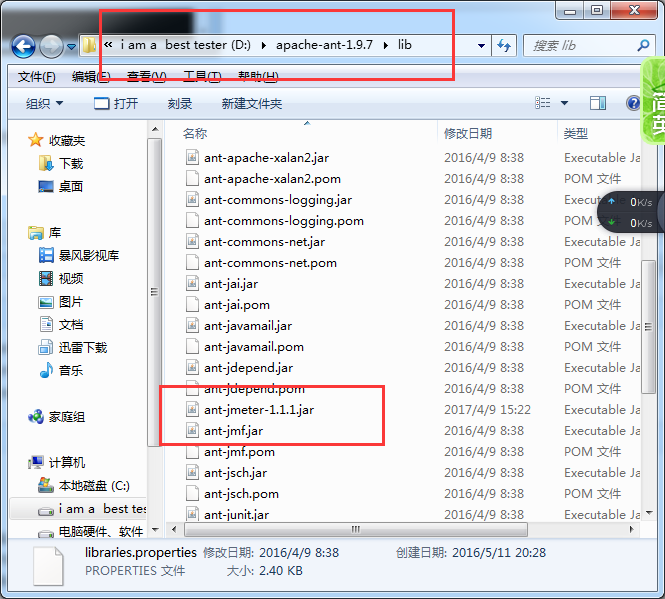 « i am a  best tester (D:) ▸ apache-ant-1.9.7 ▸ lib
搜索 lib
文件(F) 编辑(E) 查看(V) 工具(T) 帮助(H)
组织 打开 刻录 新建文件夹
简
英
收藏夹
下载
桌面
库
暴风影视库
视频
图片
文档
迅雷下载
音乐
家庭组
计算机
本地磁盘 (C:)
i am a  best tes
电脑硬件、软件
名称 修改日期 类型
ant-apache-xalan2.jar 2016/4/9 8:38 Executable Ja
ant-apache-xalan2.pom 2016/4/9 8:38 POM 文件
ant-commons-logging.jar 2016/4/9 8:38 Executable Ja
ant-commons-logging.pom 2016/4/9 8:38 POM 文件
ant-commons-net.jar 2016/4/9 8:38 Executable Ja
ant-commons-net.pom 2016/4/9 8:38 POM 文件
ant-jai.jar 2016/4/9 8:38 Executable Ja
ant-jai.pom 2016/4/9 8:38 POM 文件
ant-javamail.jar 2016/4/9 8:38 Executable Ja
ant-javamail.pom 2016/4/9 8:38 POM 文件
ant-jdepend.jar 2016/4/9 8:38 Executable Ja
ant-jdepend.pom 2016/4/9 8:38 POM 文件
ant-jmeter-1.1.1.jar 2017/4/9 15:22 Executable Ja
ant-jmf.jar 2016/4/9 8:38 Executable Ja
ant-jmf.pom 2016/4/9 8:38 POM 文件
ant-jsch.jar 2016/4/9 8:38 Executable Ja
ant-jsch.pom 2016/4/9 8:38 POM 文件
ant-junit.jar 2016/4/9 8:38 Executable Ja
0K/s
0K/s
libraries.properties 修改日期: 2016/4/9 8:38 创建日期: 2016/5/11 20:28
PROPERTIES 文件 大小: 2.40 KB